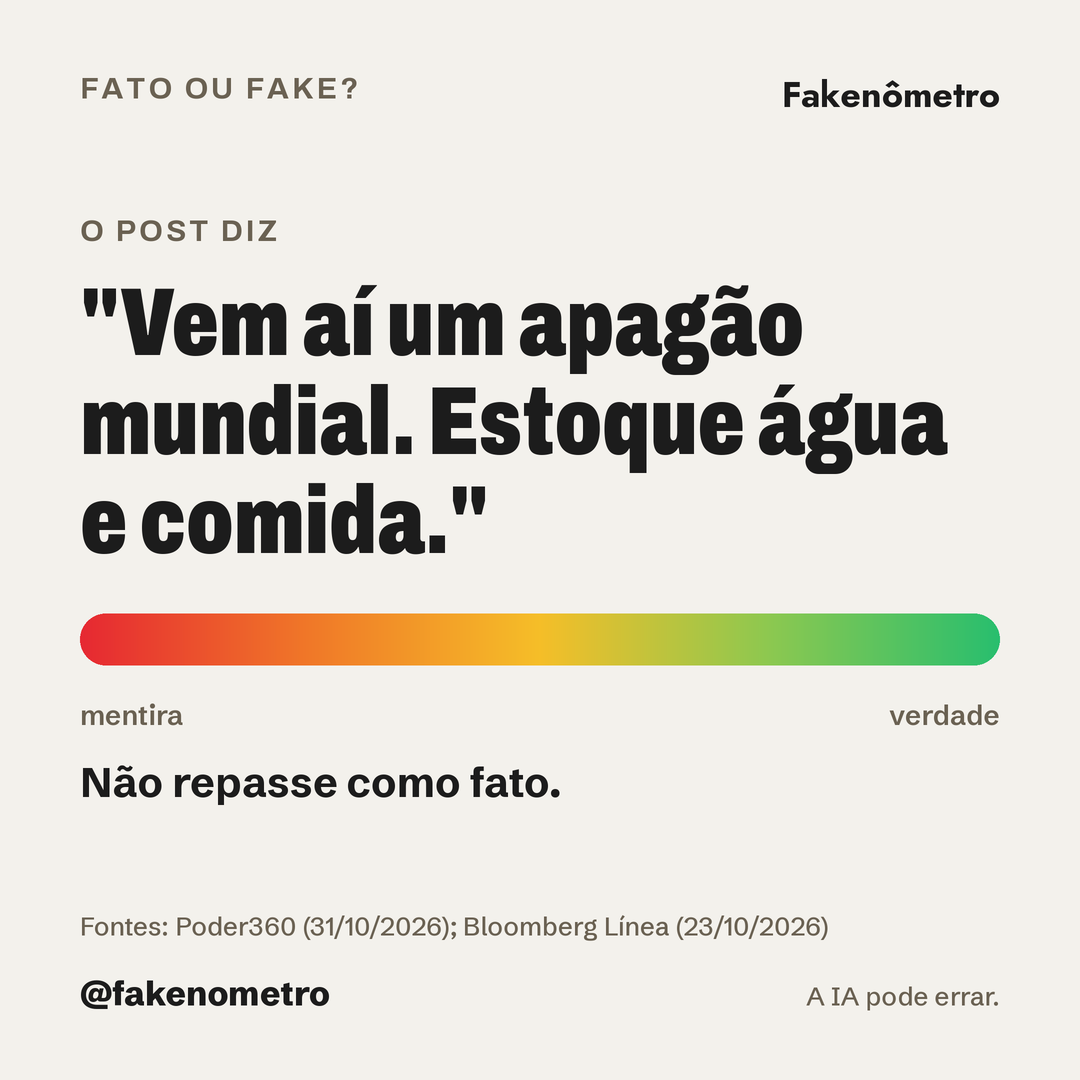 FATO OU FAKE?
Fakenômetro
O POST DIZ
"Vem aí um apagão
mundial. Estoque água
e comida."
mentira
verdade
Não repasse como fato.
Fontes: Poder360 (31/10/2026); Bloomberg Línea (23/10/2026)
@fakenometro
A IA pode errar.